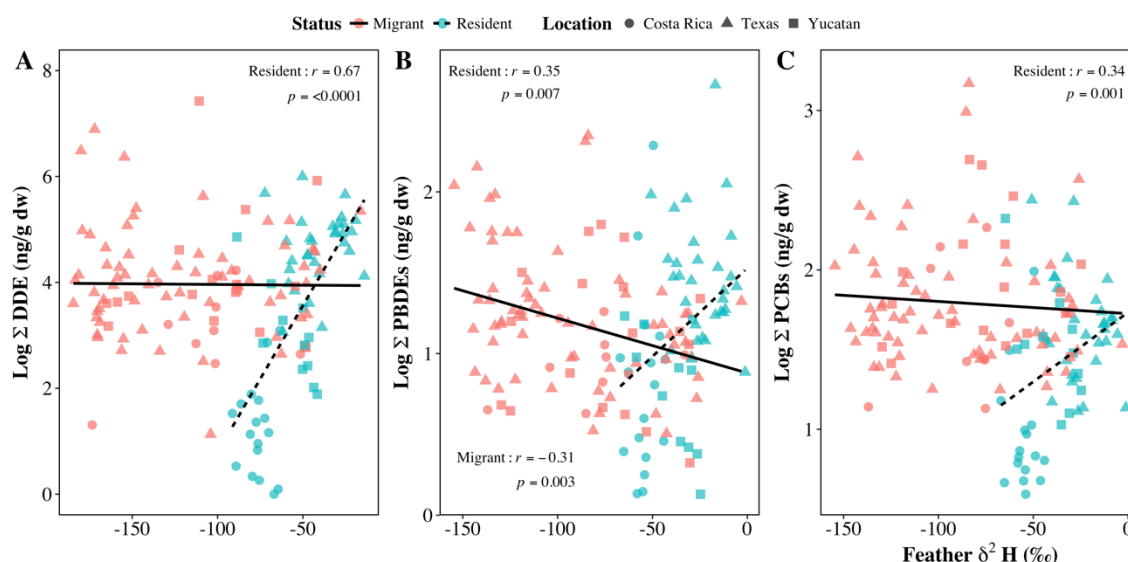 Status Migrant Resident Location Costa Rica Texas Yucatan
A
Resident : r = 0.67
p = <0.0001
Log Σ DDE (ng/g dw)
8
6
4
2
0
-150 -100 -50
B
Resident : r = 0.35
p = 0.007
Migrant : r = −0.31
p = 0.003
Log Σ PBDEs (ng/g dw)
2
1
0
-150 -100 -50 0
C
Resident : r = 0.34
p = 0.001
Log Σ PCBs (ng/g dw)
3
2
1
-150 -100 -50 0
Feather δ² H (‰)